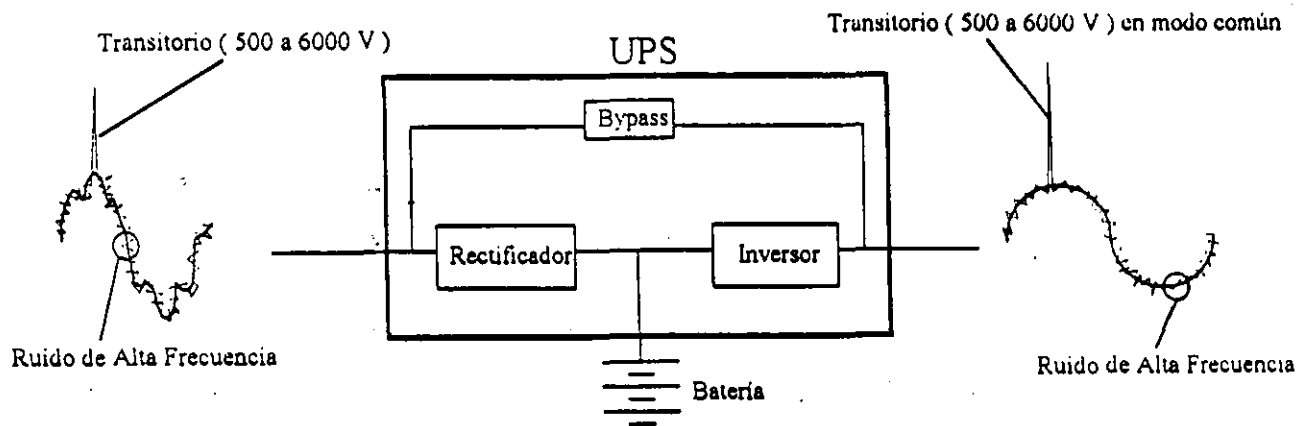 Transitorio ( 500 a 6000 V )
Transitorio ( 500 a 6000 V ) en modo común
UPS
Bypass
Rectificador
Inversor
Ruido de Alta Frecuencia
Ruido de Alta Frecuencia
Batería